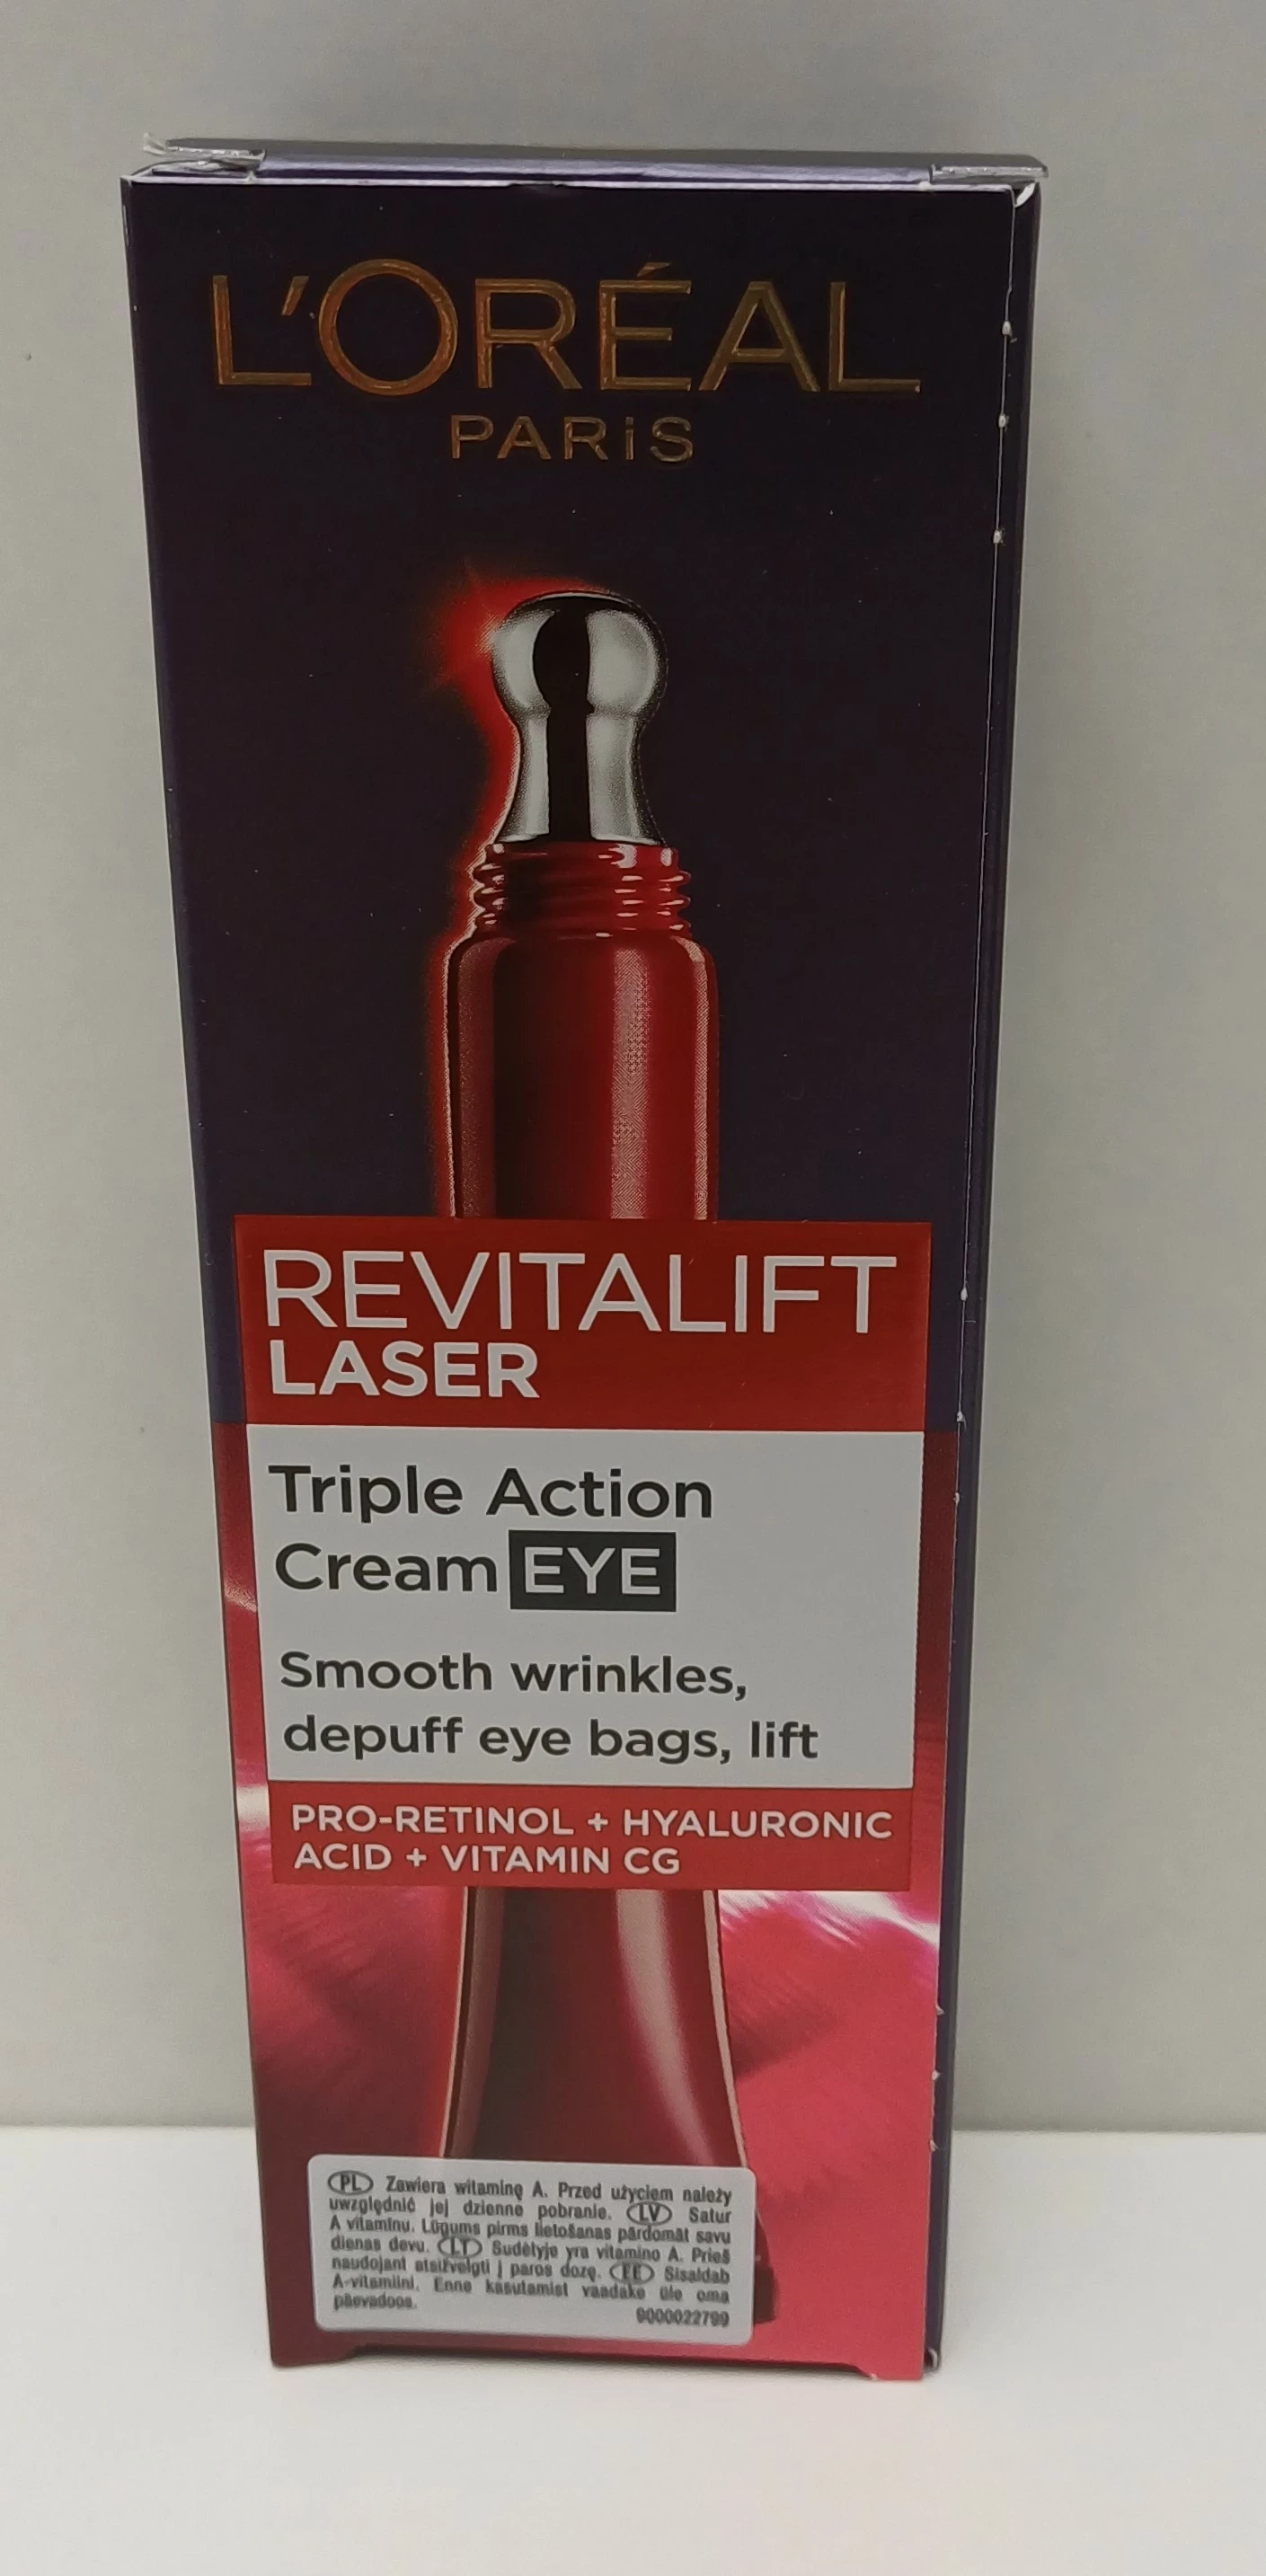 L'ORÉAL
PARiS
REVITALIFT
LASER
Triple Action
Cream EYE
Smooth wrinkles,
depuff eye bags, lift
PRO-RETINOL + HYALURONIC
ACID + VITAMIN CG
PL Zawiera witaminę A. Przed użyciem należy
uwzględnić jej dzienne pobranie. LV Satur
A vitamīnu. Lūgums pirms lietošanas pārdomāt savu
dienas devu. LT Sudėtyje yra vitamino A. Prieš
naudojant atsižvelgti į paros dozę. EE Sisaldab
A-vitamiini. Enne kasutamist vaadake üle oma
päevadoos.
9000022799